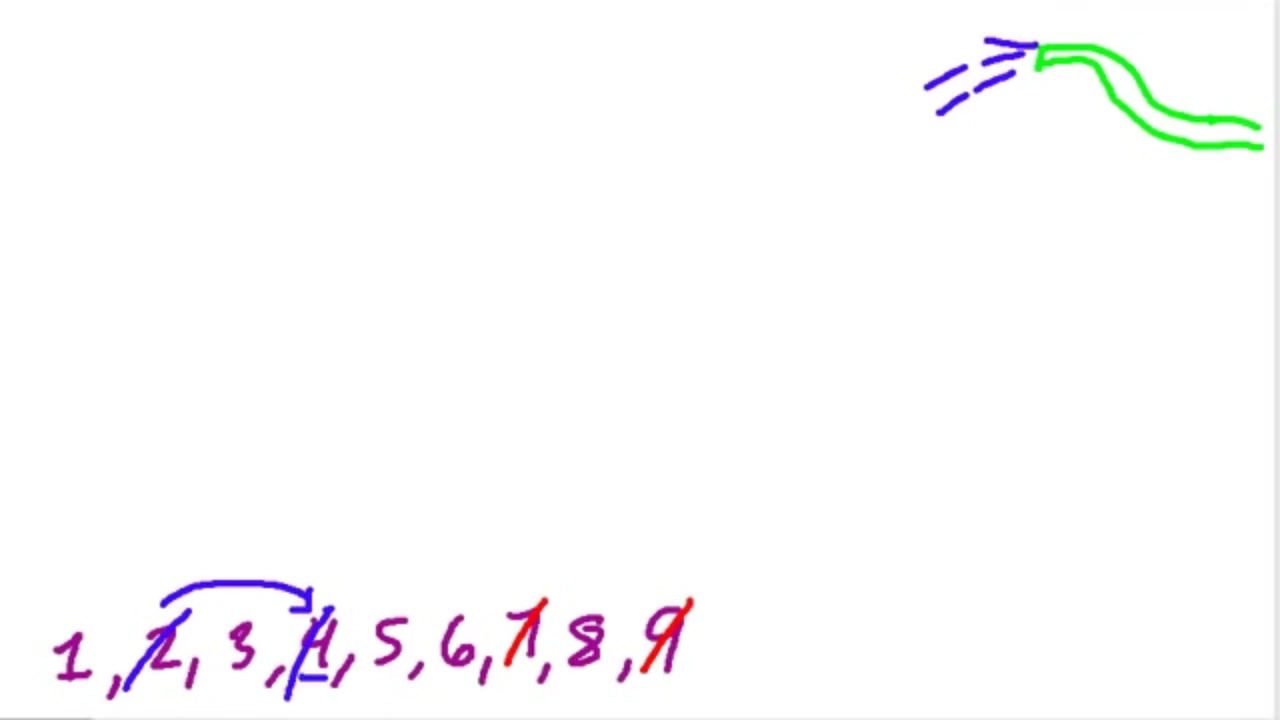 1, 2, 3, 4, 5, 6, 7, 8, 9